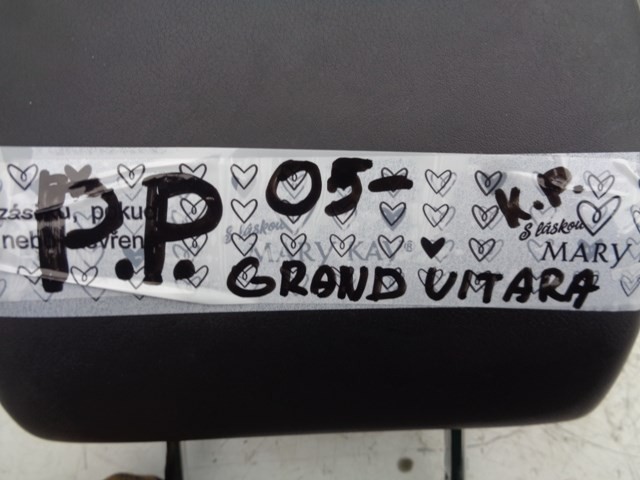 P.P. 05- K.P.
zásilku, pokud
nebo otevřen
S láskou
MARY KAY®
S láskou
MARY
GRAND VITARA